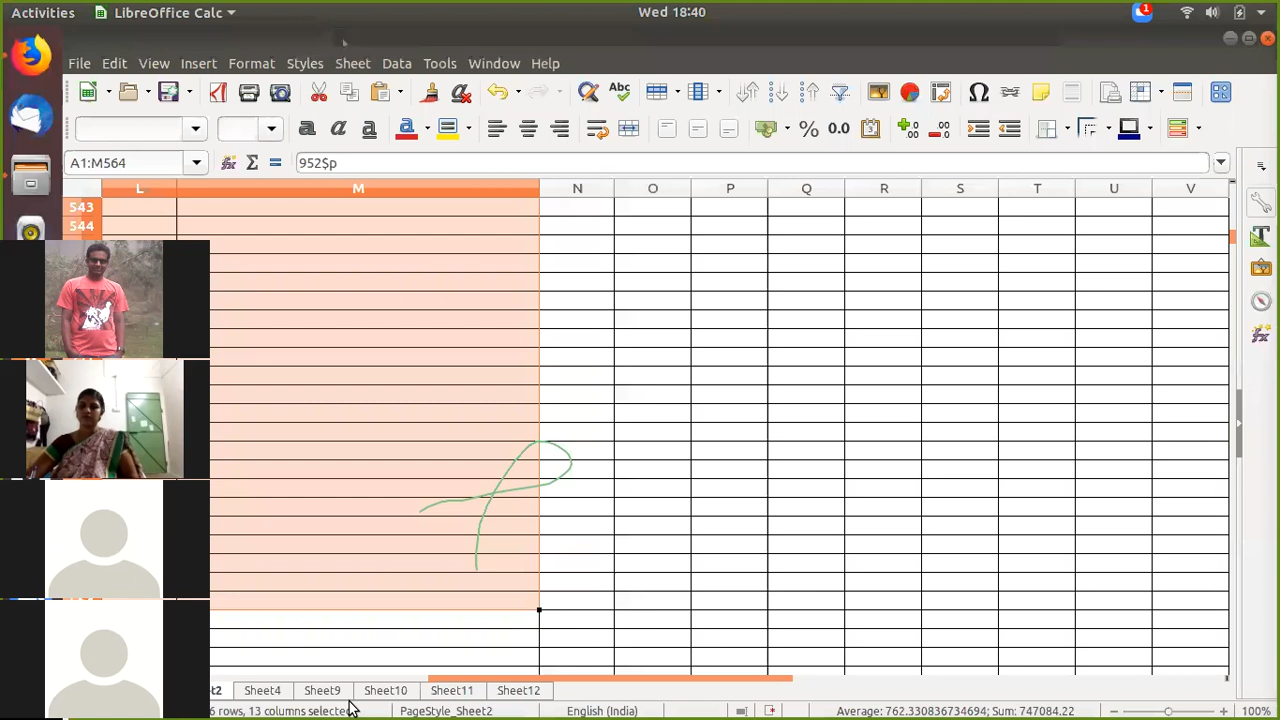 Activities LibreOffice Calc Wed 18:40 1
File Edit View Insert Format Styles Sheet Data Tools Window Help
A1:M564 952$p
L M N O P Q R S T U V
543
544
Sheet4 Sheet9 Sheet10 Sheet11 Sheet12
rows, 13 columns selected PageStyle_Sheet2 English (India) Average: 762.330836734694; Sum: 747084.22 100%